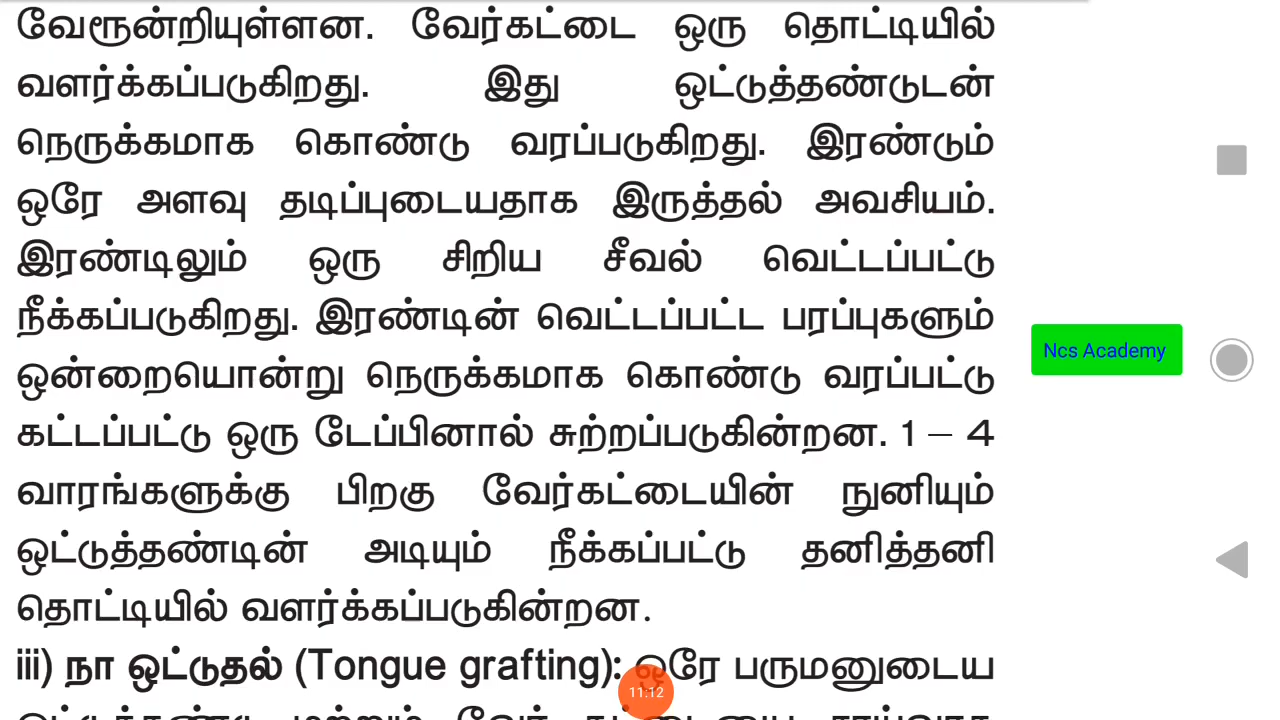 வேரூன்றியுள்ளன. வேர்கட்டை ஒரு தொட்டியில்
வளர்க்கப்படுகிறது. இது ஒட்டுத்தண்டுடன்
நெருக்கமாக கொண்டு வரப்படுகிறது. இரண்டும்
ஒரே அளவு தடிப்புடையதாக இருத்தல் அவசியம்.
இரண்டிலும் ஒரு சிறிய சீவல் வெட்டப்பட்டு
நீக்கப்படுகிறது. இரண்டின் வெட்டப்பட்ட பரப்புகளும்
ஒன்றையொன்று நெருக்கமாக கொண்டு வரப்பட்டு
கட்டப்பட்டு ஒரு டேப்பினால் சுற்றப்படுகின்றன. 1 – 4
வாரங்களுக்கு பிறகு வேர்கட்டையின் நுனியும்
ஒட்டுத்தண்டின் அடியும் நீக்கப்பட்டு தனித்தனி
தொட்டியில் வளர்க்கப்படுகின்றன.
iii) நா ஒட்டுதல் (Tongue grafting): ஒரே பருமனுடைய
Ncs Academy
11:12